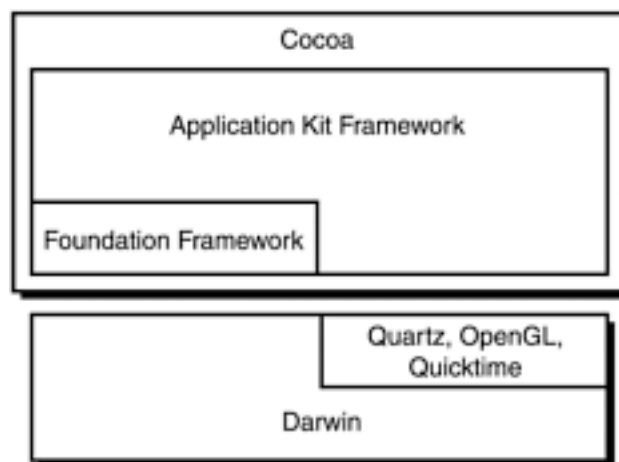 Cocoa
Application Kit Framework
Foundation Framework
Quartz, OpenGL,
Quicktime
Darwin